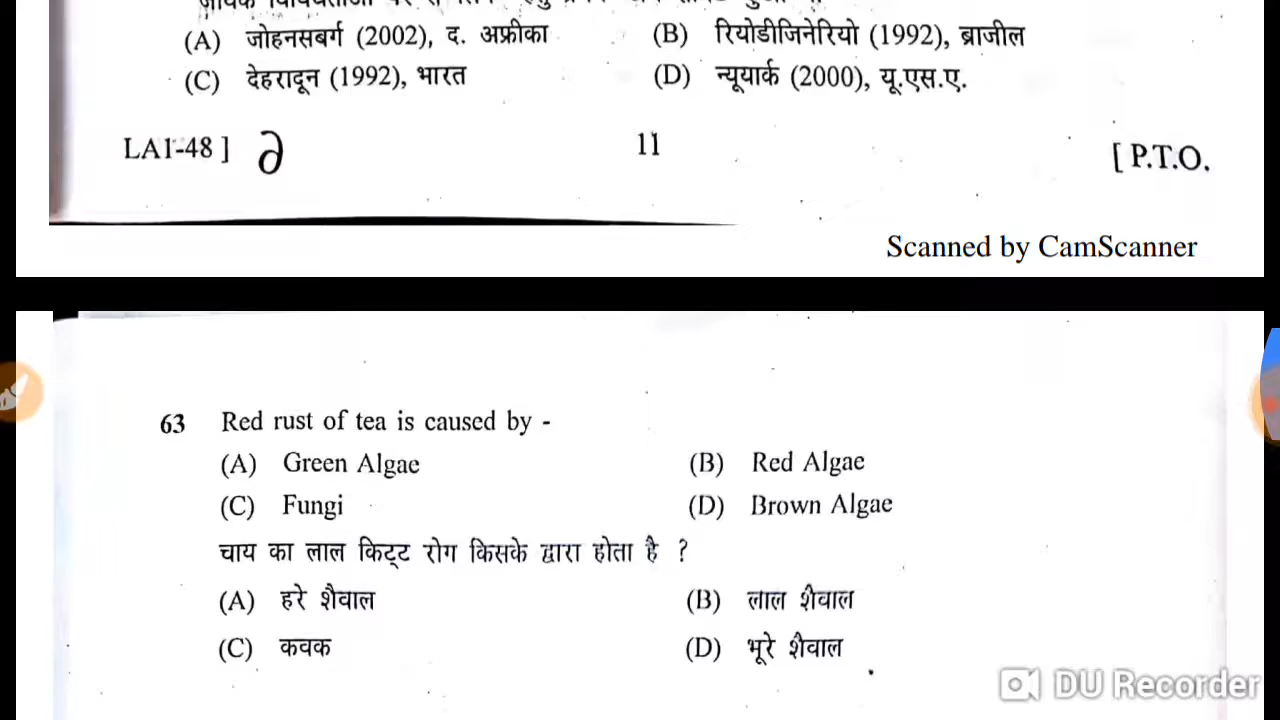 (A) जोहनसबर्ग (2002), द. अफ्रीका (B) रियोडीजिनेरियो (1992), ब्राजील
(C) देहरादून (1992), भारत (D) न्यूयार्क (2000), यू.एस.ए.
LA1-48 ] 11 [ P.T.O.
Scanned by CamScanner
63 Red rust of tea is caused by -
(A) Green Algae (B) Red Algae
(C) Fungi (D) Brown Algae
चाय का लाल किट्ट रोग किसके द्वारा होता है ?
(A) हरे शैवाल (B) लाल शैवाल
(C) कवक (D) भूरे शैवाल
DU Recorder